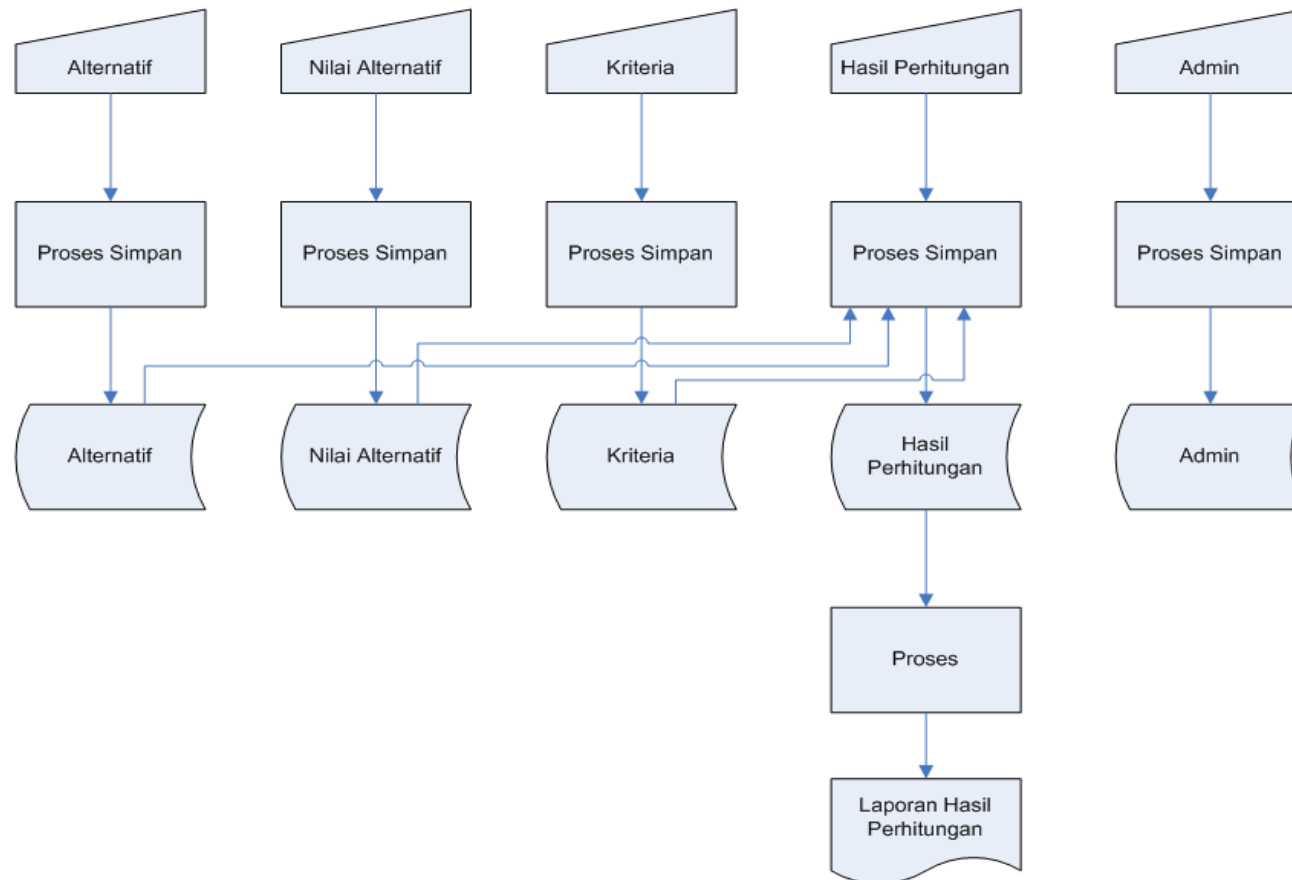 Alternatif
Nilai Alternatif
Kriteria
Hasil Perhitungan
Admin
Proses Simpan
Proses Simpan
Proses Simpan
Proses Simpan
Proses Simpan
Alternatif
Nilai Alternatif
Kriteria
Hasil
Perhitungan
Admin
Proses
Laporan Hasil
Perhitungan